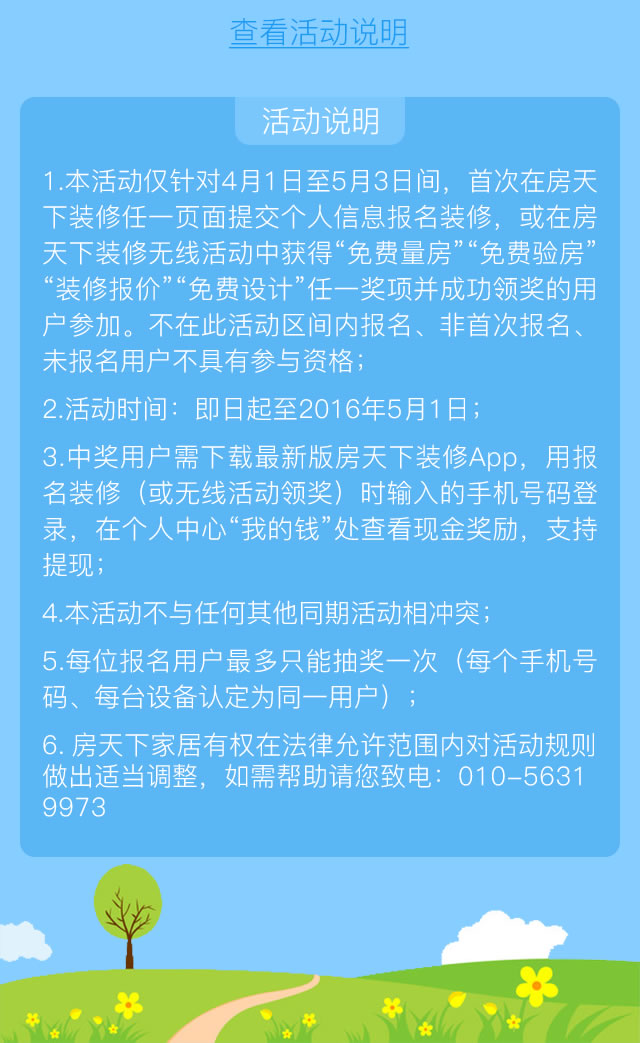 查看活动说明
活动说明
1.本活动仅针对4月1日至5月3日间，首次在房天
下装修任一页面提交个人信息报名装修，或在房
天下装修无线活动中获得“免费量房”“免费验房”
“装修报价”“免费设计”任一奖项并成功领奖的用
户参加。不在此活动区间内报名、非首次报名、
未报名用户不具有参与资格；
2.活动时间：即日起至2016年5月1日；
3.中奖用户需下载最新版房天下装修App，用报
名装修（或无线活动领奖）时输入的手机号码登
录，在个人中心“我的钱”处查看现金奖励，支持
提现；
4.本活动不与任何其他同期活动相冲突；
5.每位报名用户最多只能抽奖一次（每个手机号
码、每台设备认定为同一用户）；
6. 房天下家居有权在法律允许范围内对活动规则
做出适当调整，如需帮助请您致电：010-5631
9973